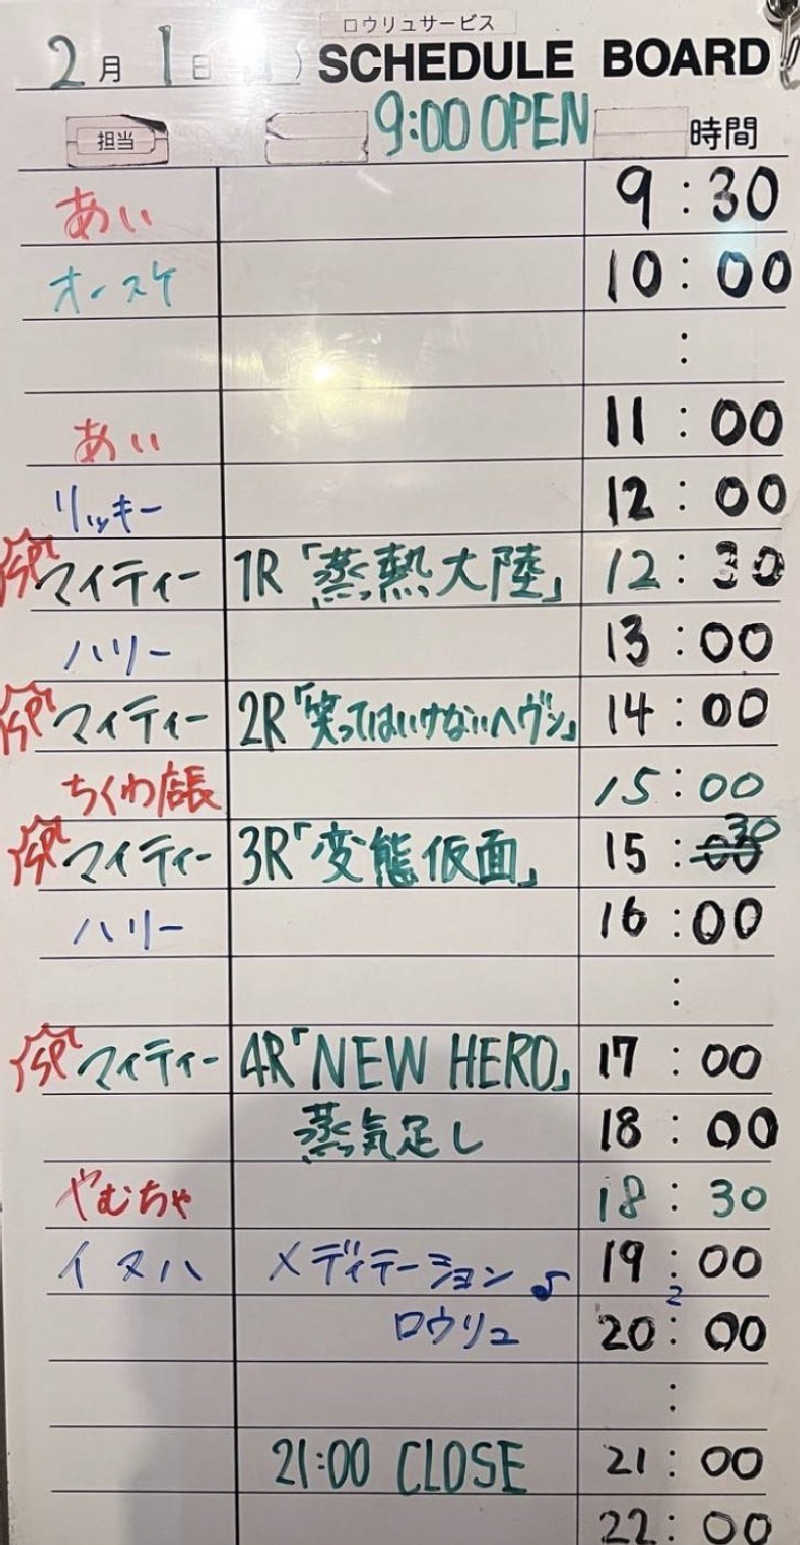 ロウリュサービス
2月1日 ( ) SCHEDULE BOARD
担当 9:00 OPEN 時間
あい 9:30
オースケ 10:00
:
あい 11:00
リッキー 12:00
SP! マイティー 1R「蒸熱大陸」 12:30
ハリー 13:00
SP! マイティー 2R「笑ってはいけないヘヴン」 14:00
ちくわ店長 15:00
SP! マイティー 3R「変態仮面」 15:00 30
ハリー 16:00
:
SP! マイティー 4R「NEW HERO」 17:00
蒸気足し 18:00
やむちゃ 18:30
イヌハ メディテーション♪ 19:00
ロウリュ 2 20:00
:
21:00 CLOSE 21:00
22:00